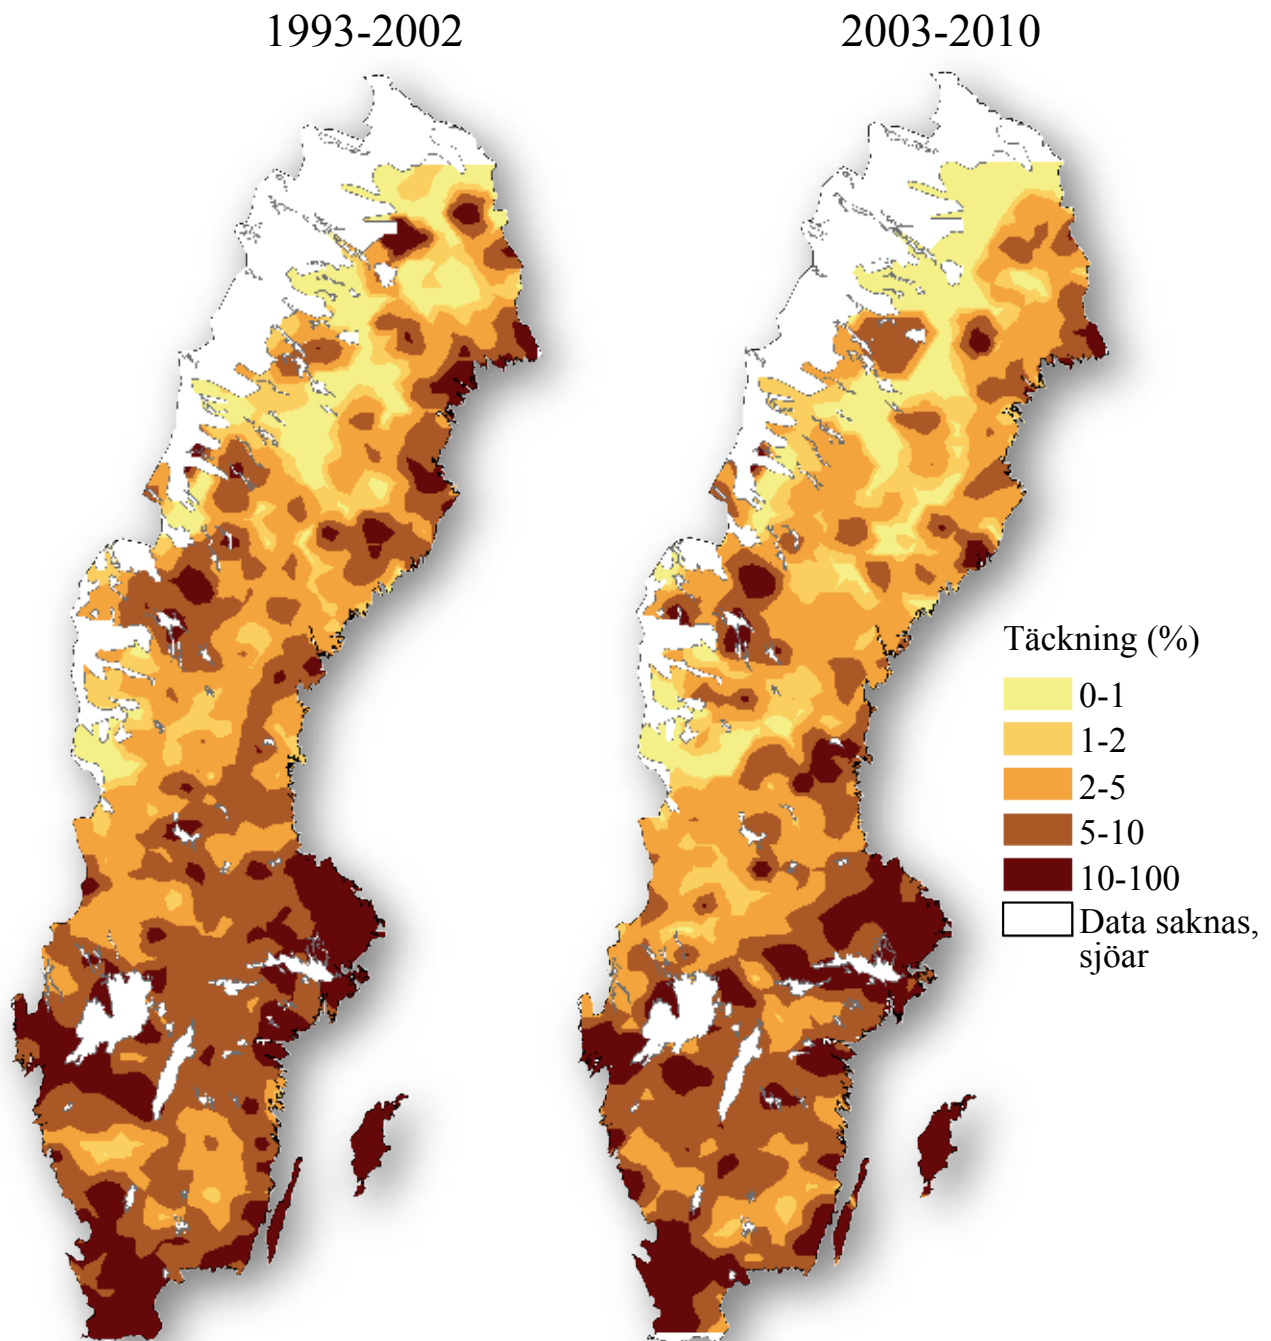 1993-2002
2003-2010
Täckning (%)
0-1
1-2
2-5
5-10
10-100
Data saknas,
sjöar